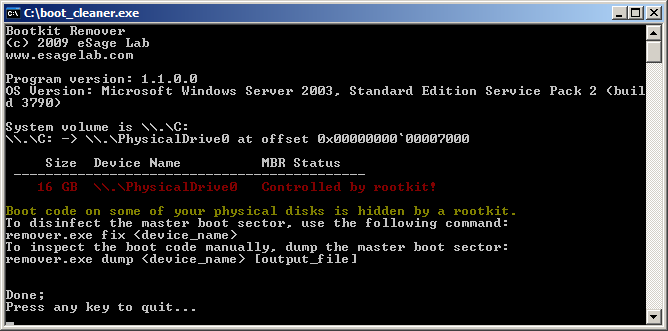 C:\boot_cleaner.exe
Bootkit Remover
(c) 2009 eSage Lab
www.esagelab.com
Program version: 1.1.0.0
OS Version: Microsoft Windows Server 2003, Standard Edition Service Pack 2 (buil
d 3790)
System volume is \\.\C:
\\.\C: -> \\.\PhysicalDrive0 at offset 0x00000000`00007000
Size  Device Name          MBR Status
--------------------------------------------
16 GB  \\.\PhysicalDrive0   Controlled by rootkit!
Boot code on some of your physical disks is hidden by a rootkit.
To disinfect the master boot sector, use the following command:
remover.exe fix <device_name>
To inspect the boot code manually, dump the master boot sector:
remover.exe dump <device_name> [output_file]
Done;
Press any key to quit...